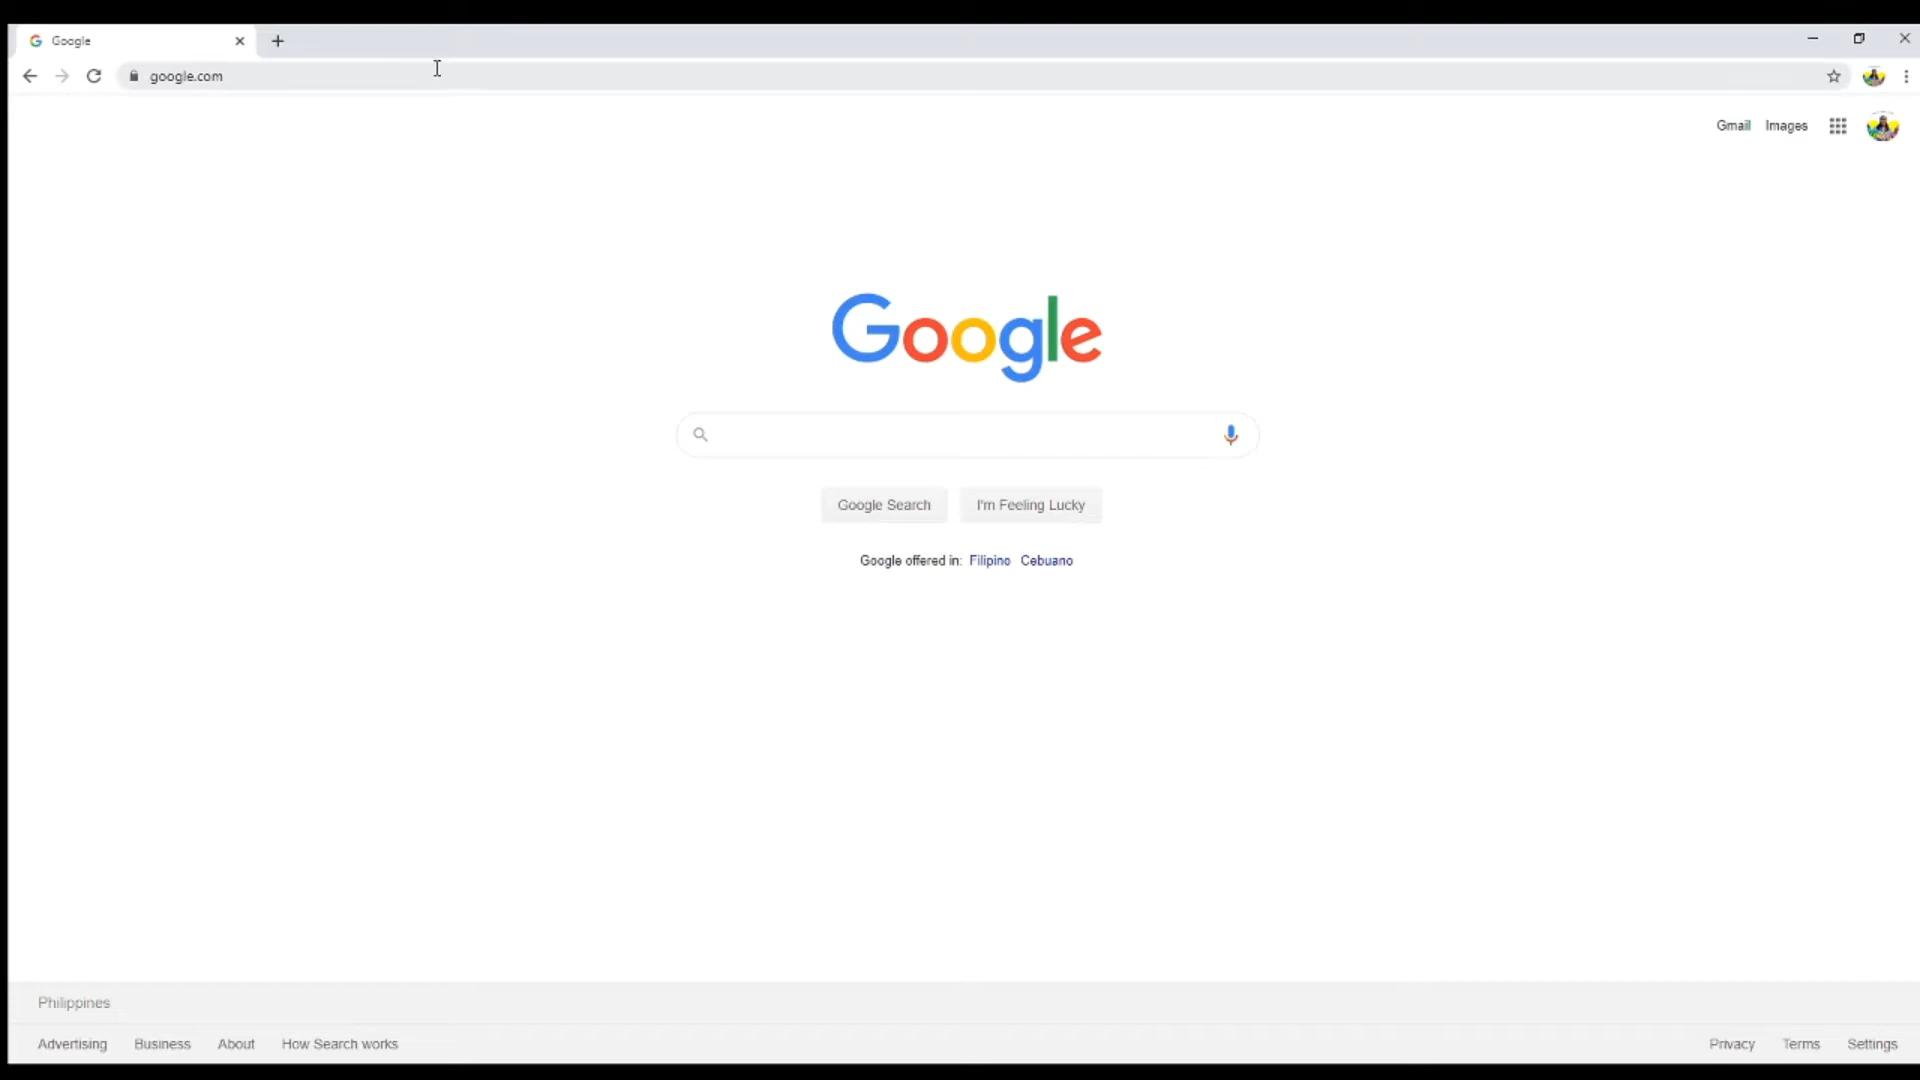 Google
google.com
Gmail Images
Google
Google Search I'm Feeling Lucky
Google offered in: Filipino Cebuano
Philippines
Advertising Business About How Search works Privacy Terms Settings